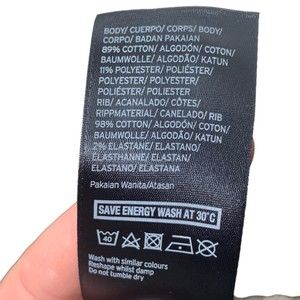 BODY/ CUERPO/ CORPS/ BODY/
CORPO/ BADAN PAKAIAN
89% COTTON/ ALGODÓN/ COTON/
BAUMWOLLE/ ALGODÃO/ KATUN
11% POLYESTER/ POLIÉSTER/
POLYESTER/ POLYESTER/
POLIÉSTER/ POLIESTER
RIB/ ACANALADO/ CÔTES/
RIPPMATERIAL/ CANELADO/ RIB
98% COTTON/ ALGODÓN/ COTON/
BAUMWOLLE/ ALGODÃO/ KATUN
2% ELASTANE/ ELASTANO/
ELASTHANNE/ ELASTAN/
ELASTANO/ ELASTANE
Pakaian Wanita/Atasan
SAVE ENERGY WASH AT 30°C
40
Wash with similar colours
Reshape whilst damp
Do not tumble dry